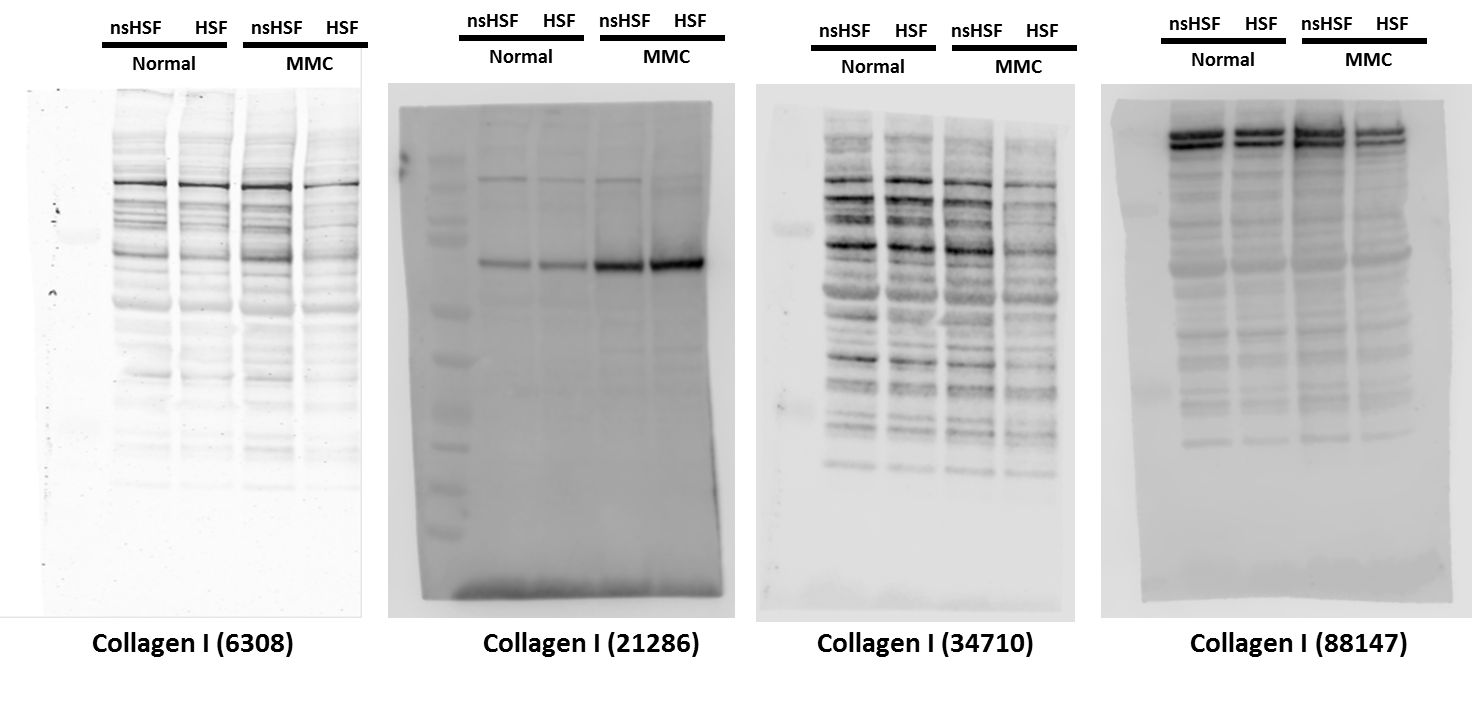 nsHSF HSF nsHSF HSF
Normal MMC
Collagen I (6308)
nsHSF HSF nsHSF HSF
Normal MMC
Collagen I (21286)
nsHSF HSF nsHSF HSF
Normal MMC
Collagen I (34710)
nsHSF HSF nsHSF HSF
Normal MMC
Collagen I (88147)